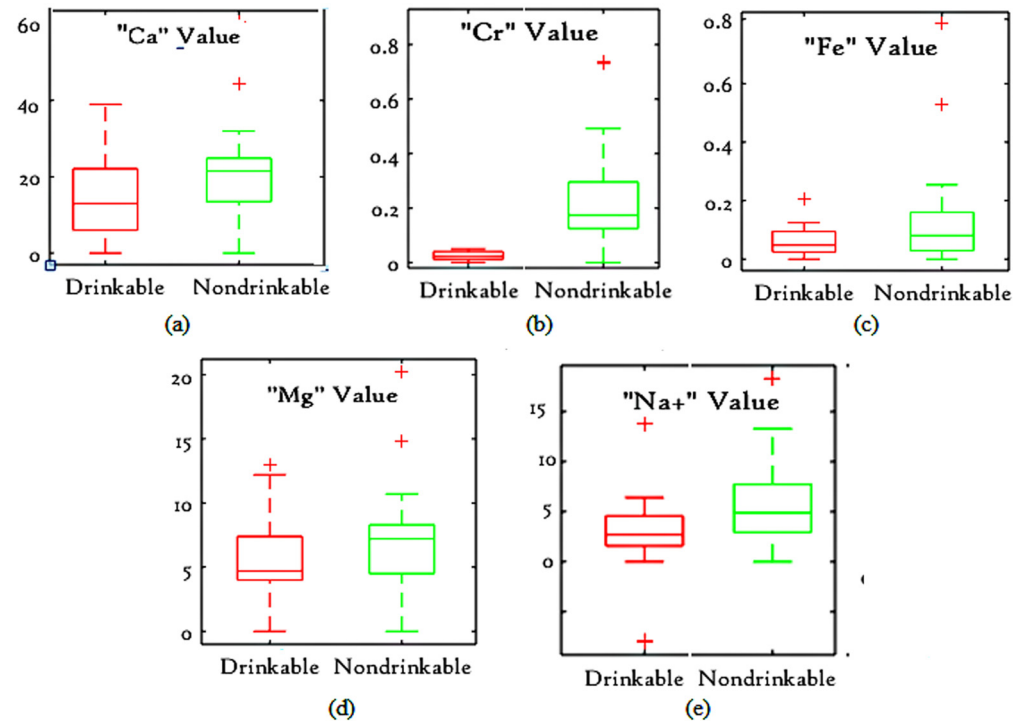 "Ca" Value
60
40
20
0
Drinkable Nondrinkable
(a)
"Cr" Value
0.8
0.6
0.4
0.2
0
Drinkable Nondrinkable
(b)
"Fe" Value
0.8
0.6
0.4
0.2
0
Drinkable Nondrinkable
(c)
"Mg" Value
20
15
10
5
0
Drinkable Nondrinkable
(d)
"Na+" Value
15
10
5
0
Drinkable Nondrinkable
(e)